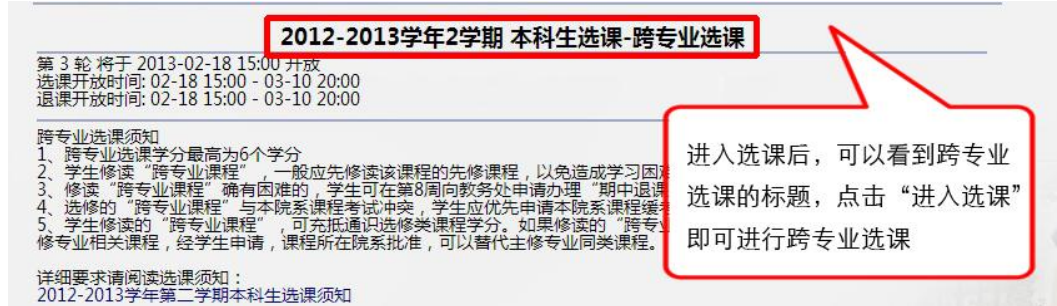 2012-2013学年2学期 本科生选课-跨专业选课
第 3 轮 将于 2013-02-18 15:00 开放
选课开放时间: 02-18 15:00 - 03-10 20:00
退课开放时间: 02-18 15:00 - 03-10 20:00
跨专业选课须知
1、跨专业选课学分最高为6个学分
2、学生修读“跨专业课程”，一般应先修读该课程的先修课程，以免造成学习困
3、修读“跨专业课程”确有困难的，学生可在第8周向教务处申请办理“期中退课
4、选修的“跨专业课程”与本院系课程考试冲突，学生应优先申请本院系课程缓
5、学生修读的“跨专业课程”，可充抵通识选修类课程学分。如果修读的“跨专
修专业相关课程，经学生申请，课程所在院系批准，可以替代主修专业同类课程。
详细要求请阅读选课须知：
2012-2013学年第二学期本科生选课须知
进入选课后，可以看到跨专业
选课的标题，点击“进入选课”
即可进行跨专业选课